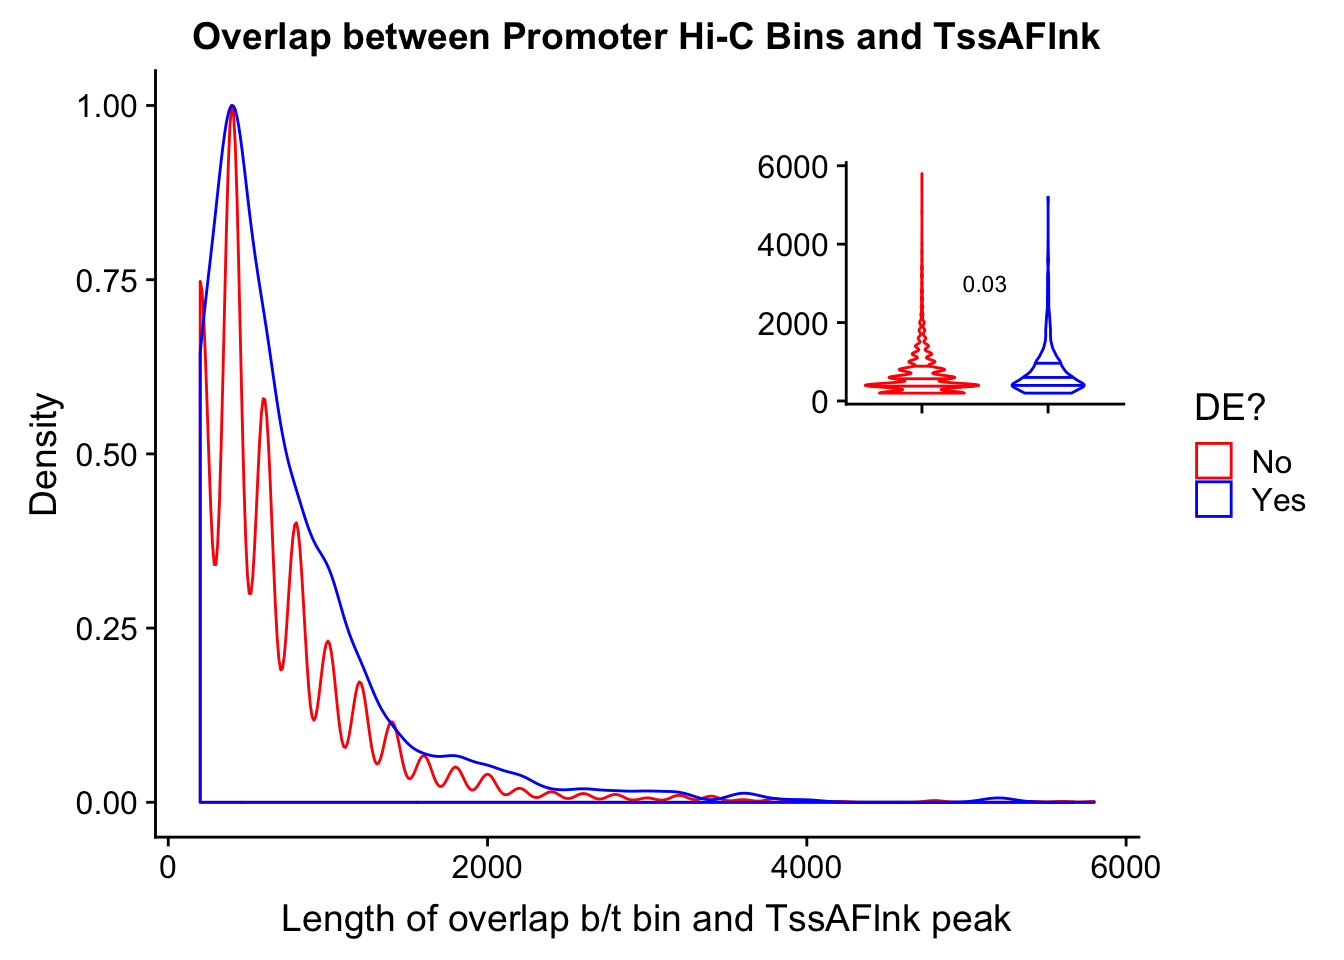 Overlap between Promoter Hi-C Bins and TssAFlnk
1.00
0.75
0.50
0.25
0.00
Density
0
2000
4000
6000
Length of overlap b/t bin and TssAFlnk peak
6000
4000
2000
0
0.03
DE?
No
Yes